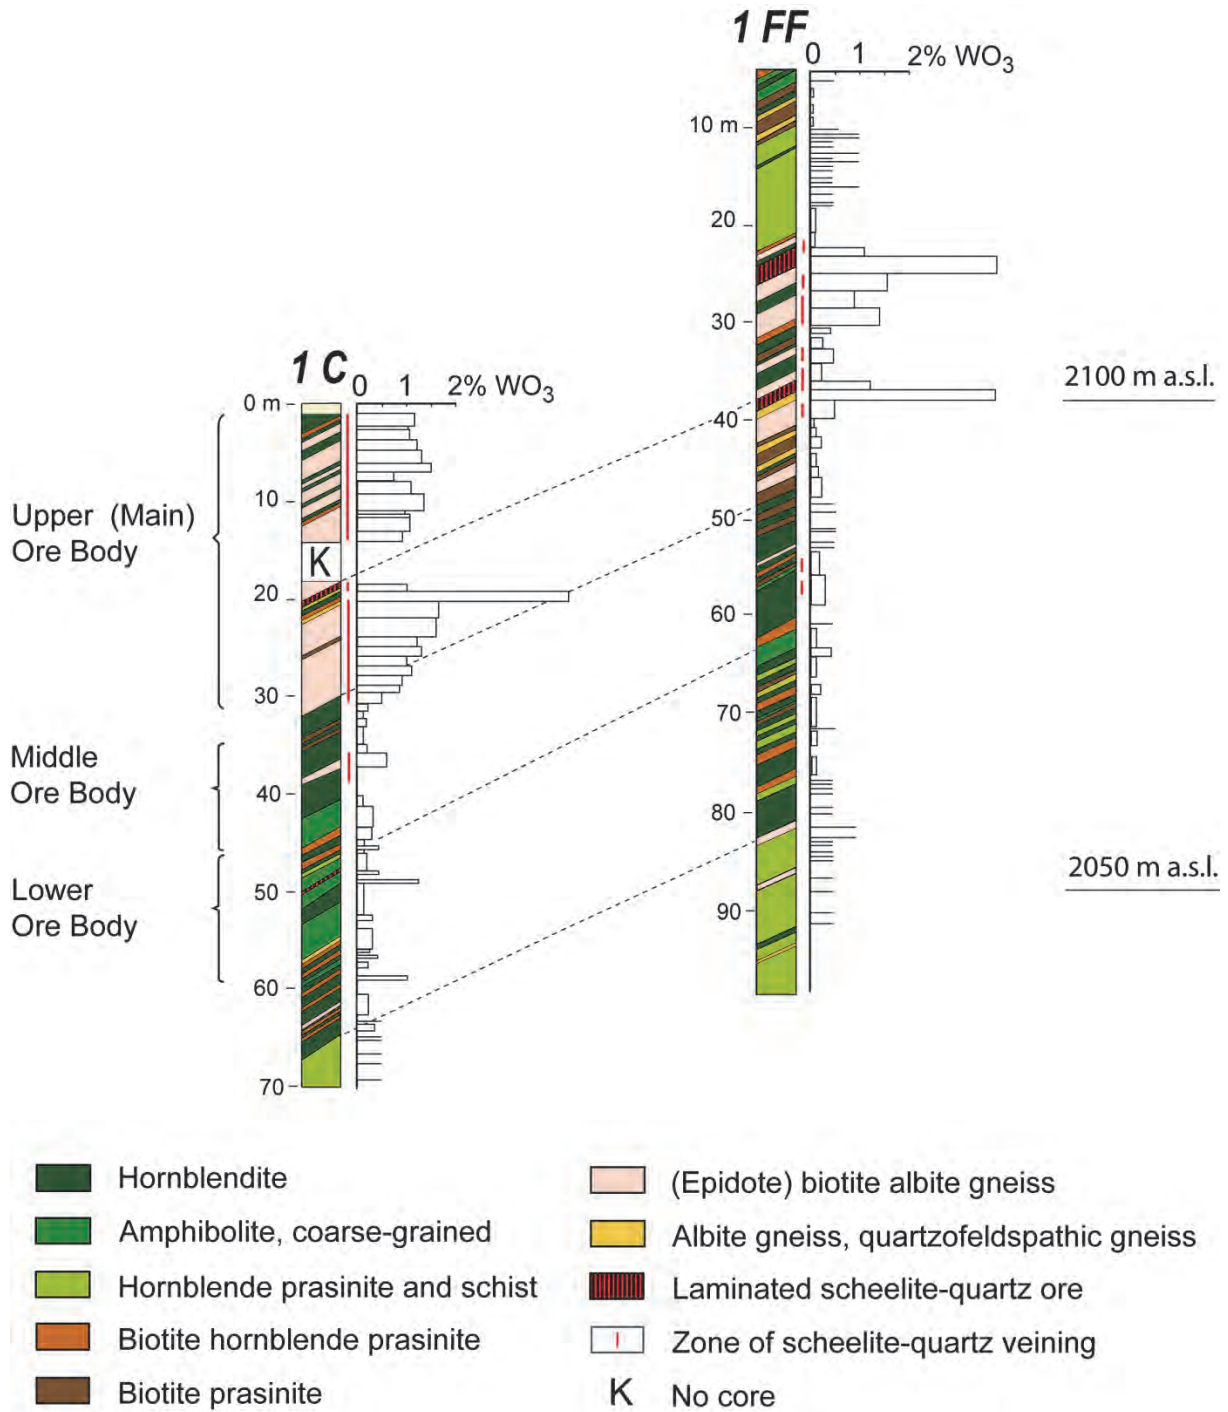 1 FF
0 1 2% WO3
10 m
20
30
40
50
60
70
80
90
2100 m a.s.l.
2050 m a.s.l.
1 C
0 1 2% WO3
0 m
10
K
20
30
40
50
60
70
Upper (Main)
Ore Body
Middle
Ore Body
Lower
Ore Body
Hornblendite
Amphibolite, coarse-grained
Hornblende prasinite and schist
Biotite hornblende prasinite
Biotite prasinite
(Epidote) biotite albite gneiss
Albite gneiss, quartzofeldspathic gneiss
Laminated scheelite-quartz ore
Zone of scheelite-quartz veining
K No core